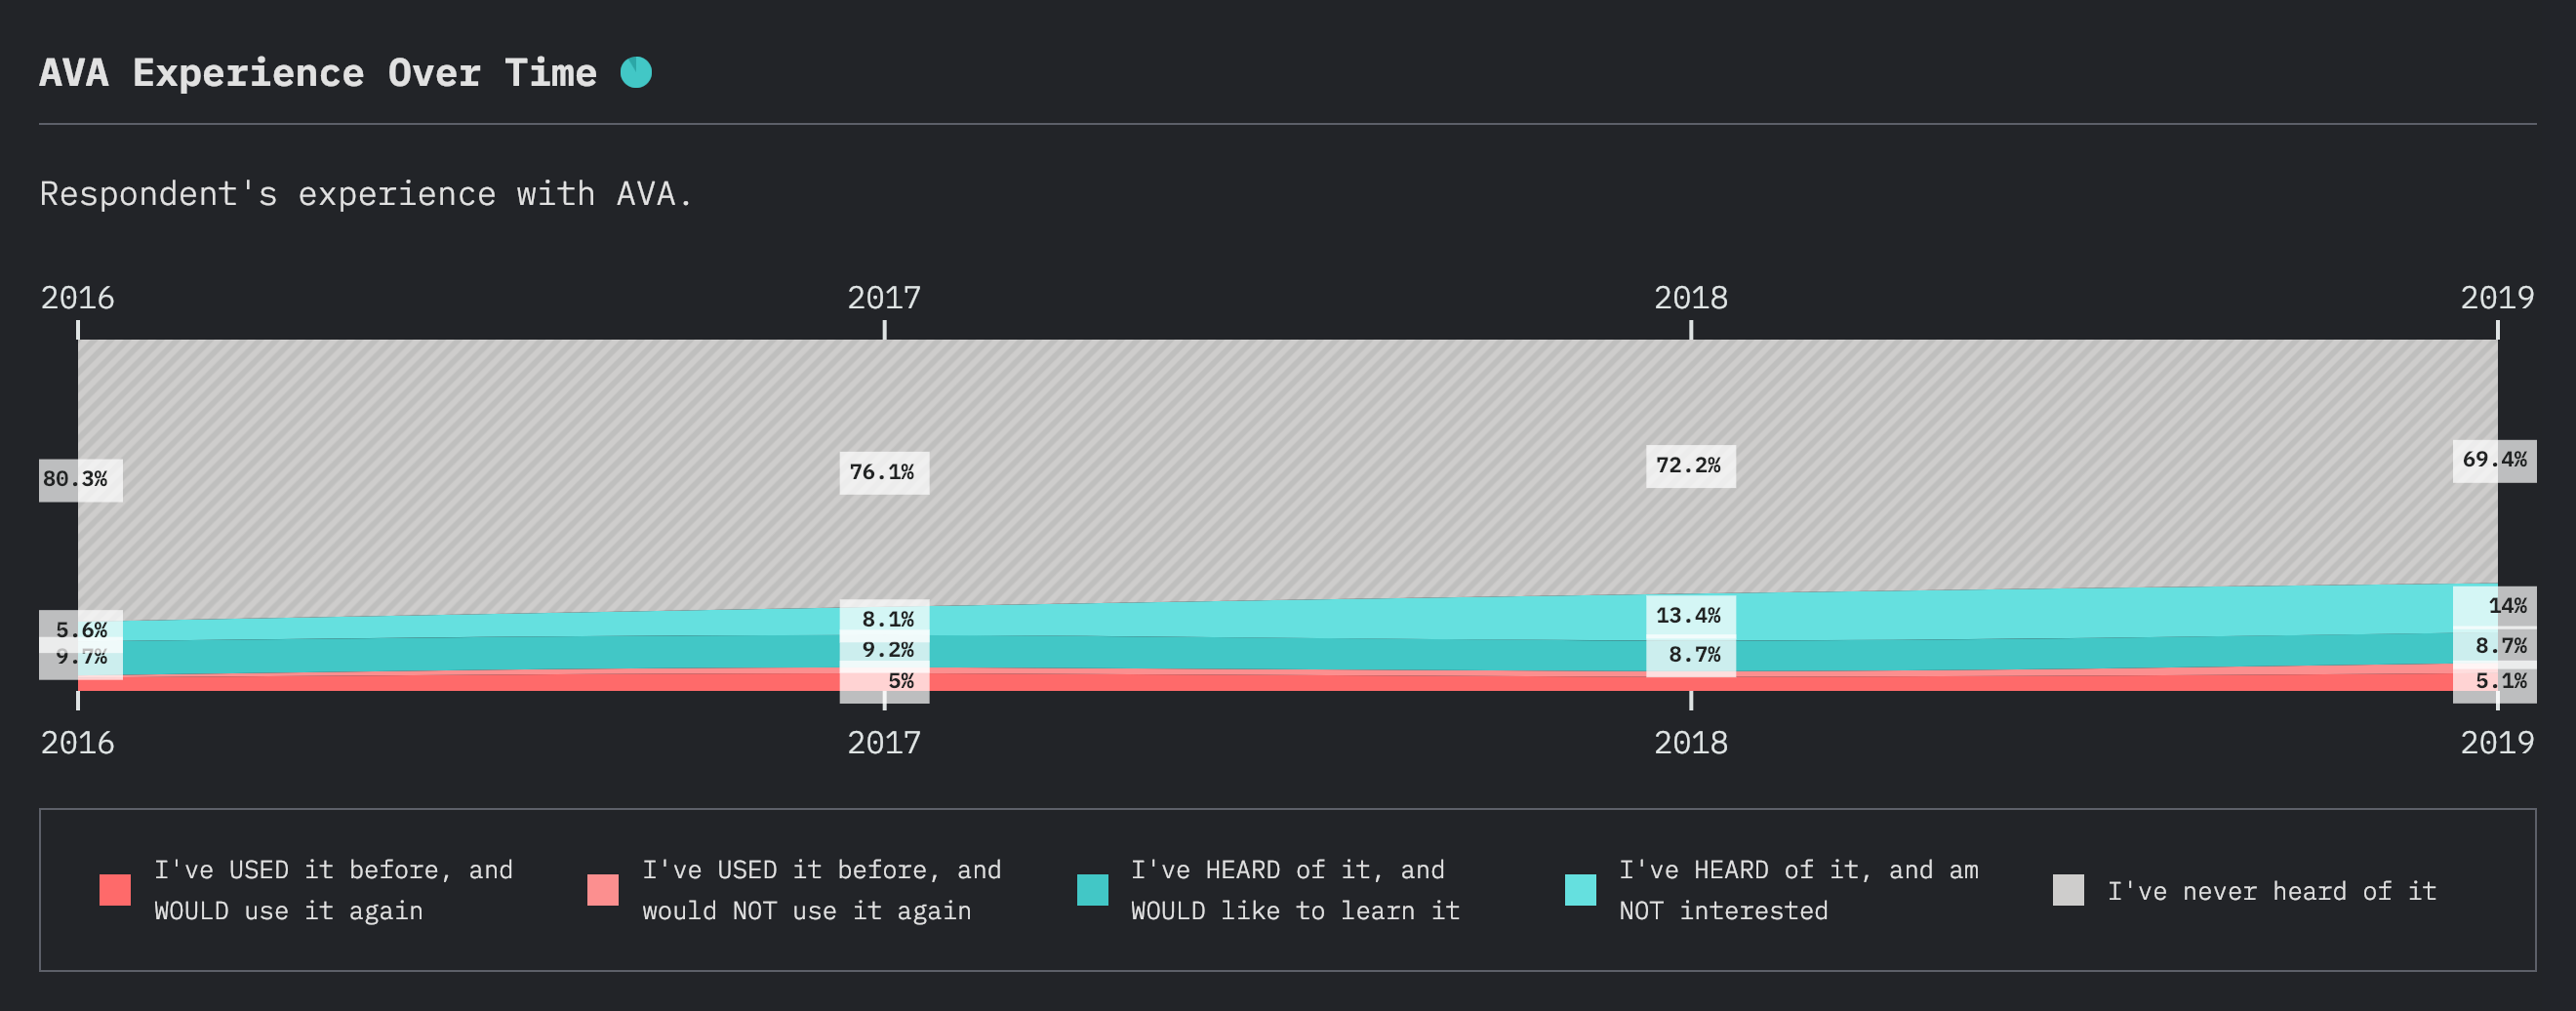 AVA Experience Over Time
Respondent's experience with AVA.
2016 2017 2018 2019
80.3% 76.1% 72.2% 69.4%
5.6% 8.1% 13.4% 14%
9.7% 9.2% 8.7% 8.7%
5% 5.1%
2016 2017 2018 2019
I've USED it before, and
WOULD use it again
I've USED it before, and
would NOT use it again
I've HEARD of it, and
WOULD like to learn it
I've HEARD of it, and am
NOT interested
I've never heard of it